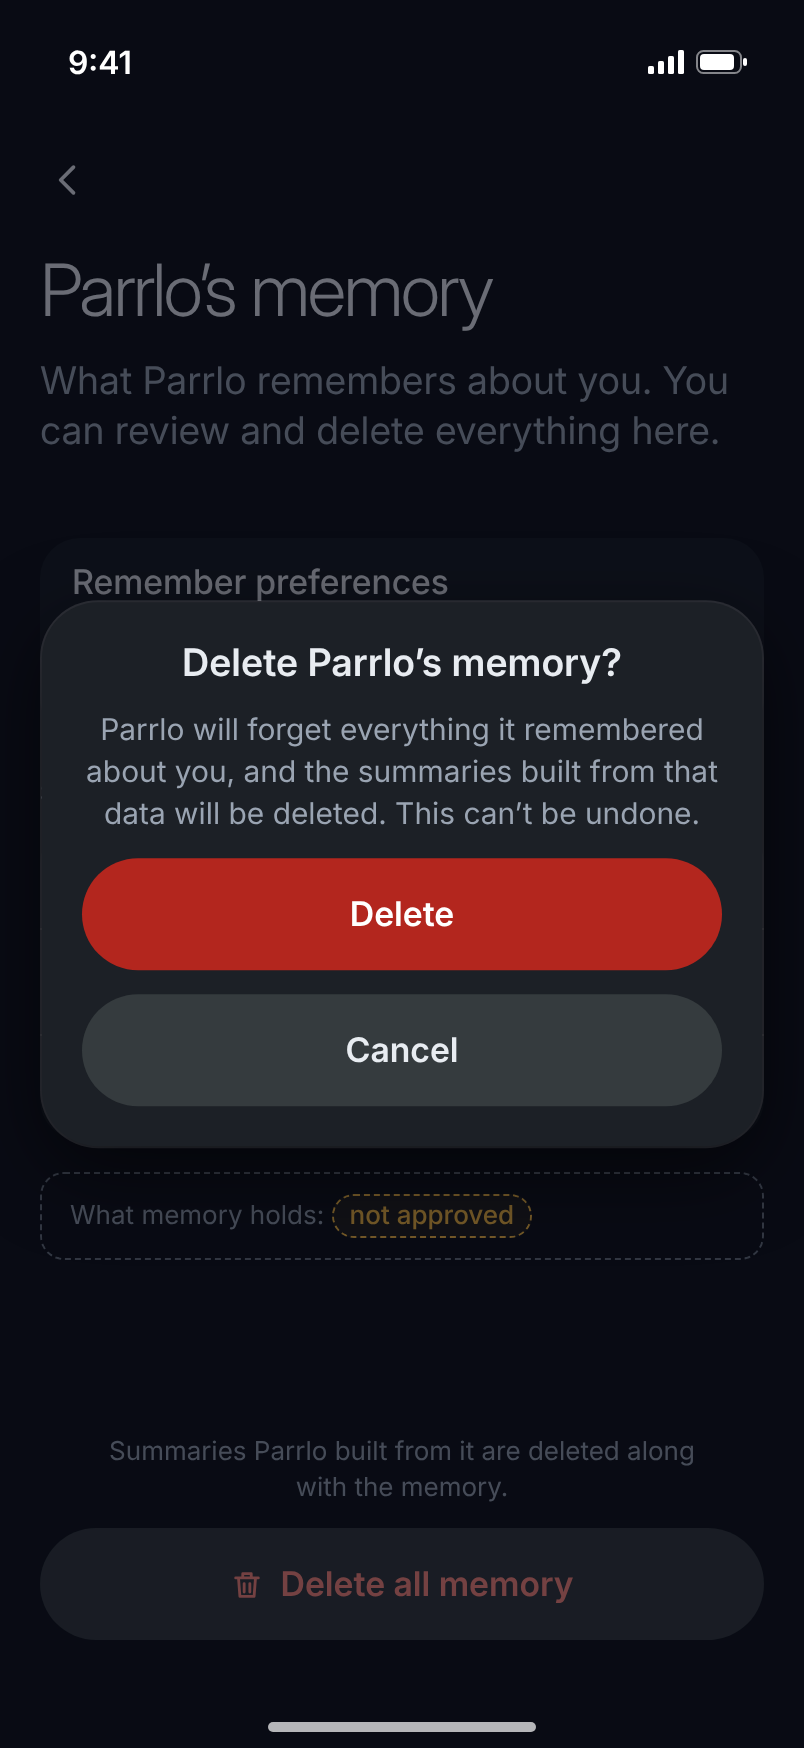 9:41
Parrlo’s memory
What Parrlo remembers about you. You
can review and delete everything here.
Remember preferences
Delete Parrlo’s memory?
Parrlo will forget everything it remembered
about you, and the summaries built from that
data will be deleted. This can’t be undone.
Delete
Cancel
What memory holds: not approved
Summaries Parrlo built from it are deleted along
with the memory.
Delete all memory